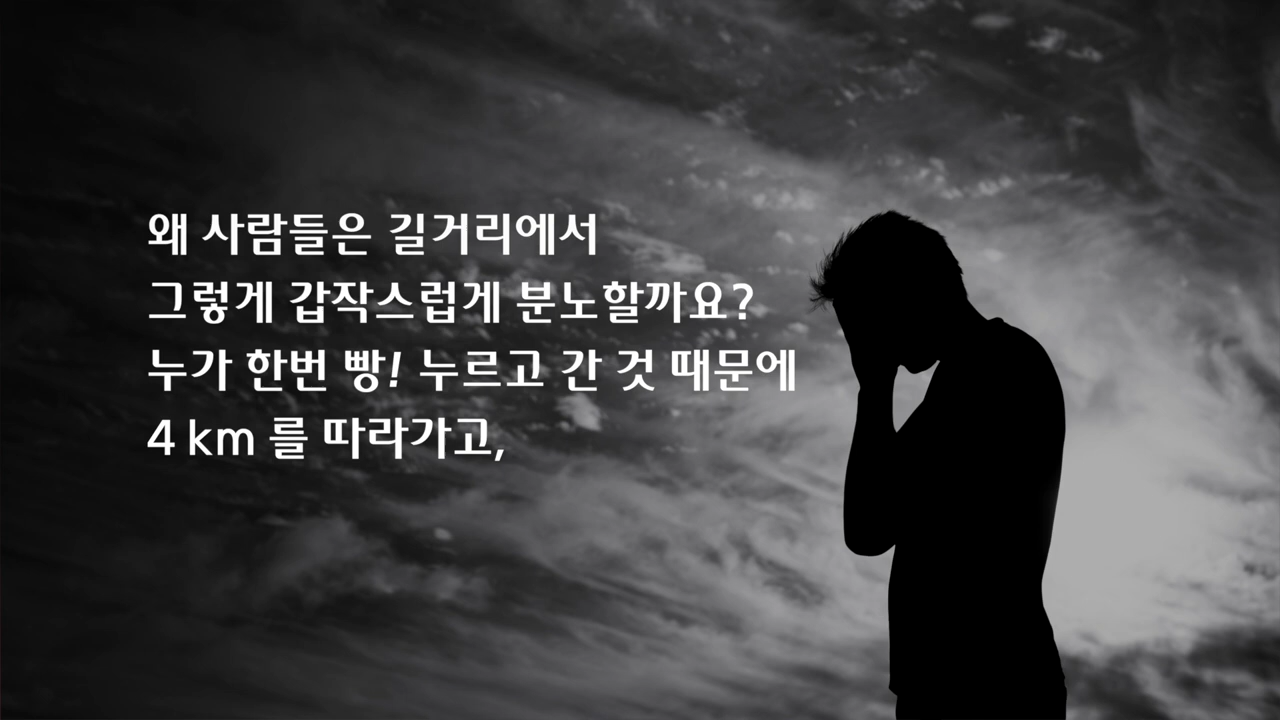 왜 사람들은 길거리에서
그렇게 갑작스럽게 분노할까요?
누가 한번 빵! 누르고 간 것 때문에
4 km 를 따라가고,